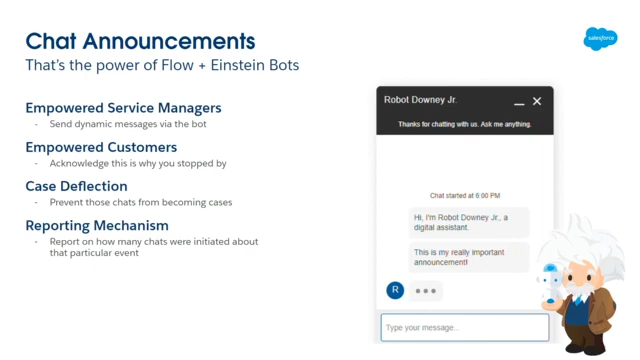 Chat Announcements
That's the power of Flow + Einstein Bots
salesforce
Empowered Service Managers
- Send dynamic messages via the bot
Empowered Customers
- Acknowledge this is why you stopped by
Case Deflection
- Prevent those chats from becoming cases
Reporting Mechanism
- Report on how many chats were initiated about
that particular event
Robot Downey Jr.
Thanks for chatting with us. Ask me anything.
Chat started at 6:00 PM
Hi, I'm Robot Downey Jr., a
digital assistant.
This is my really important
announcement!
R
Type your message...